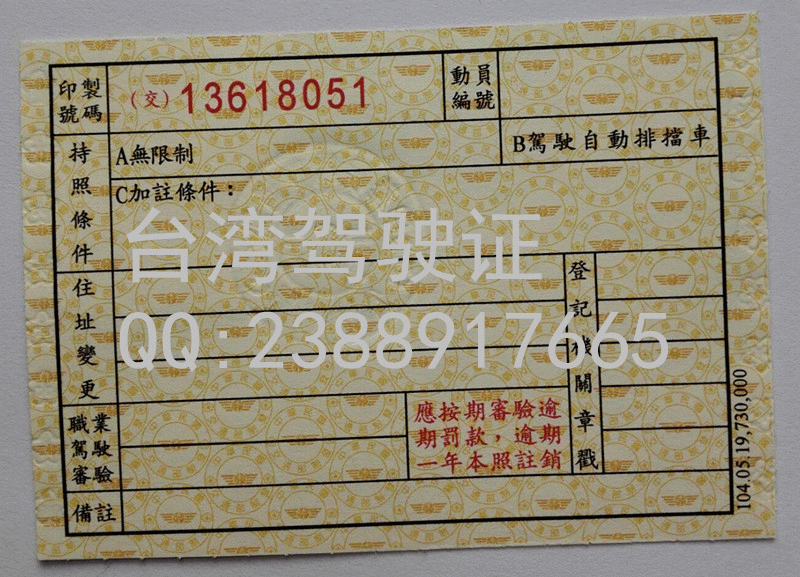 印製號碼
(交) 13618051
動員編號
持照條件
A無限制
B駕駛自動排擋車
C加註條件：
台湾驾驶证
住址變更
登記機關章戳
QQ:2388917665
職業駕駛審驗
應按期審驗逾
期罰款，逾期
一年本照註銷
備註
104.05.19,730,000